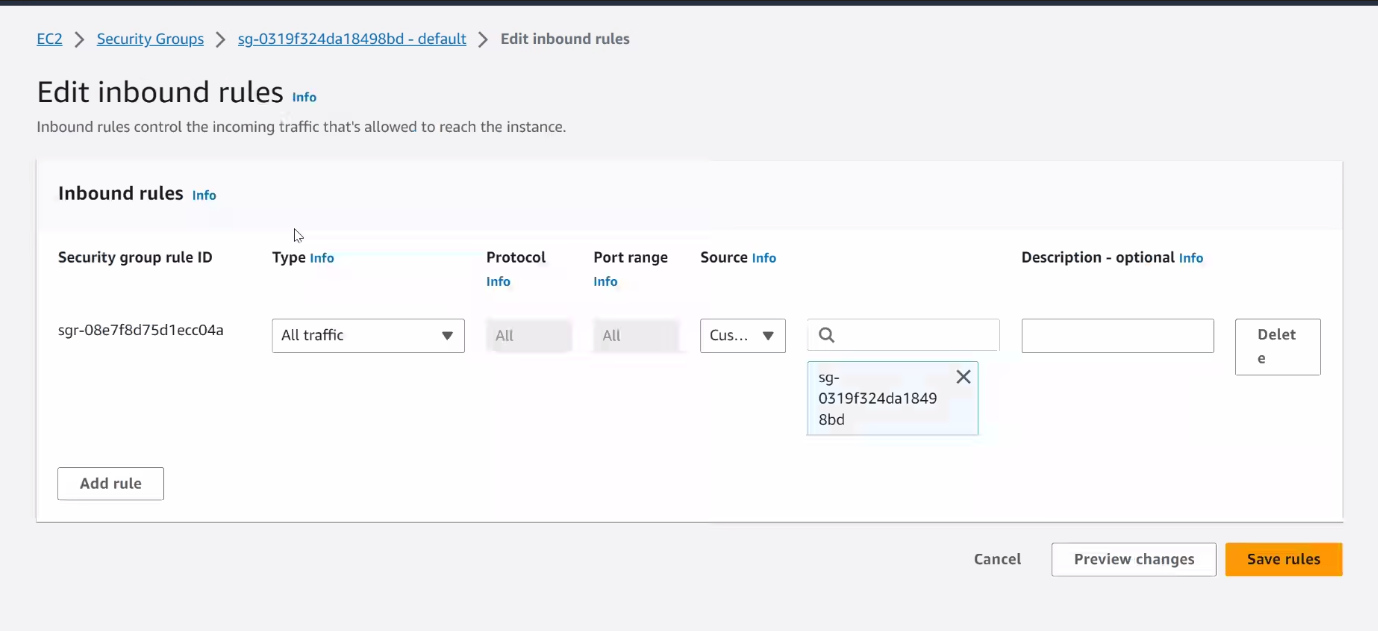 EC2 > Security Groups > sg-0319f324da18498bd - default > Edit inbound rules
Edit inbound rules Info
Inbound rules control the incoming traffic that's allowed to reach the instance.
Inbound rules Info
Security group rule ID Type Info Protocol Info Port range Info Source Info Description - optional Info
sgr-08e7f8d75d1ecc04a All traffic All All Cus... Delet
e
sg-
0319f324da1849
8bd
Add rule
Cancel Preview changes Save rules